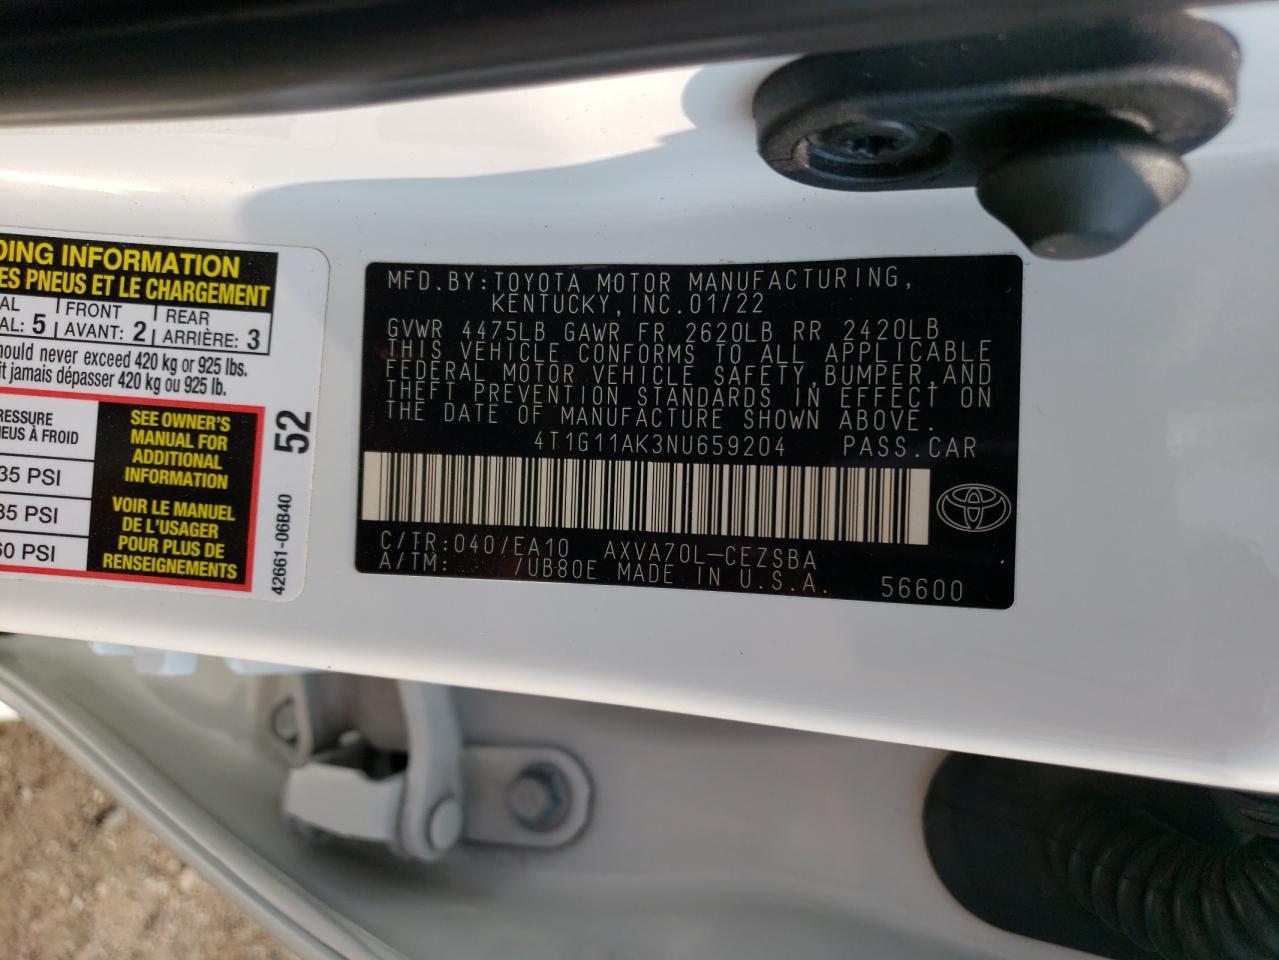 DING INFORMATION
ES PNEUS ET LE CHARGEMENT
AL FRONT REAR
AL: 5 AVANT: 2 ARRIÈRE: 3
ould never exceed 420 kg or 925 lbs.
it jamais dépasser 420 kg ou 925 lb.
RESSURE
NEUS À FROID
35 PSI
35 PSI
60 PSI
SEE OWNER'S
MANUAL FOR
ADDITIONAL
INFORMATION
VOIR LE MANUEL
DE L'USAGER
POUR PLUS DE
RENSEIGNEMENTS
52
42661-06B40
MFD.BY:TOYOTA MOTOR MANUFACTURING,
KENTUCKY,INC.01/22
GVWR 4475LB GAWR FR 2620LB RR 2420LB
THIS VEHICLE CONFORMS TO ALL APPLICABLE
FEDERAL MOTOR VEHICLE SAFETY,BUMPER,AND
THEFT PREVENTION STANDARDS IN EFFECT ON
THE DATE OF MANUFACTURE SHOWN ABOVE.
4T1G11AK3NU659204 PASS.CAR
C/TR:040/EA10 AXVA70L-CEZSBA
A/TM: /UB80E MADE IN U.S.A. 56600